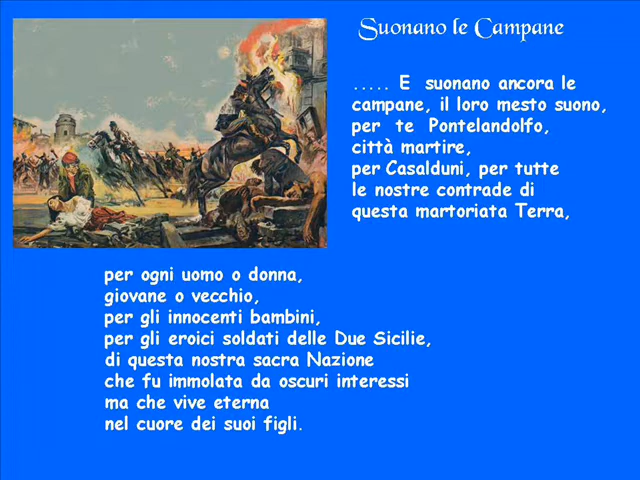 Suonano le Campane
..... E suonano ancora le
campane, il loro mesto suono,
per te Pontelandolfo,
città martire,
per Casalduni, per tutte
le nostre contrade di
questa martoriata Terra,
per ogni uomo o donna,
giovane o vecchio,
per gli innocenti bambini,
per gli eroici soldati delle Due Sicilie,
di questa nostra sacra Nazione
che fu immolata da oscuri interessi
ma che vive eterna
nel cuore dei suoi figli.